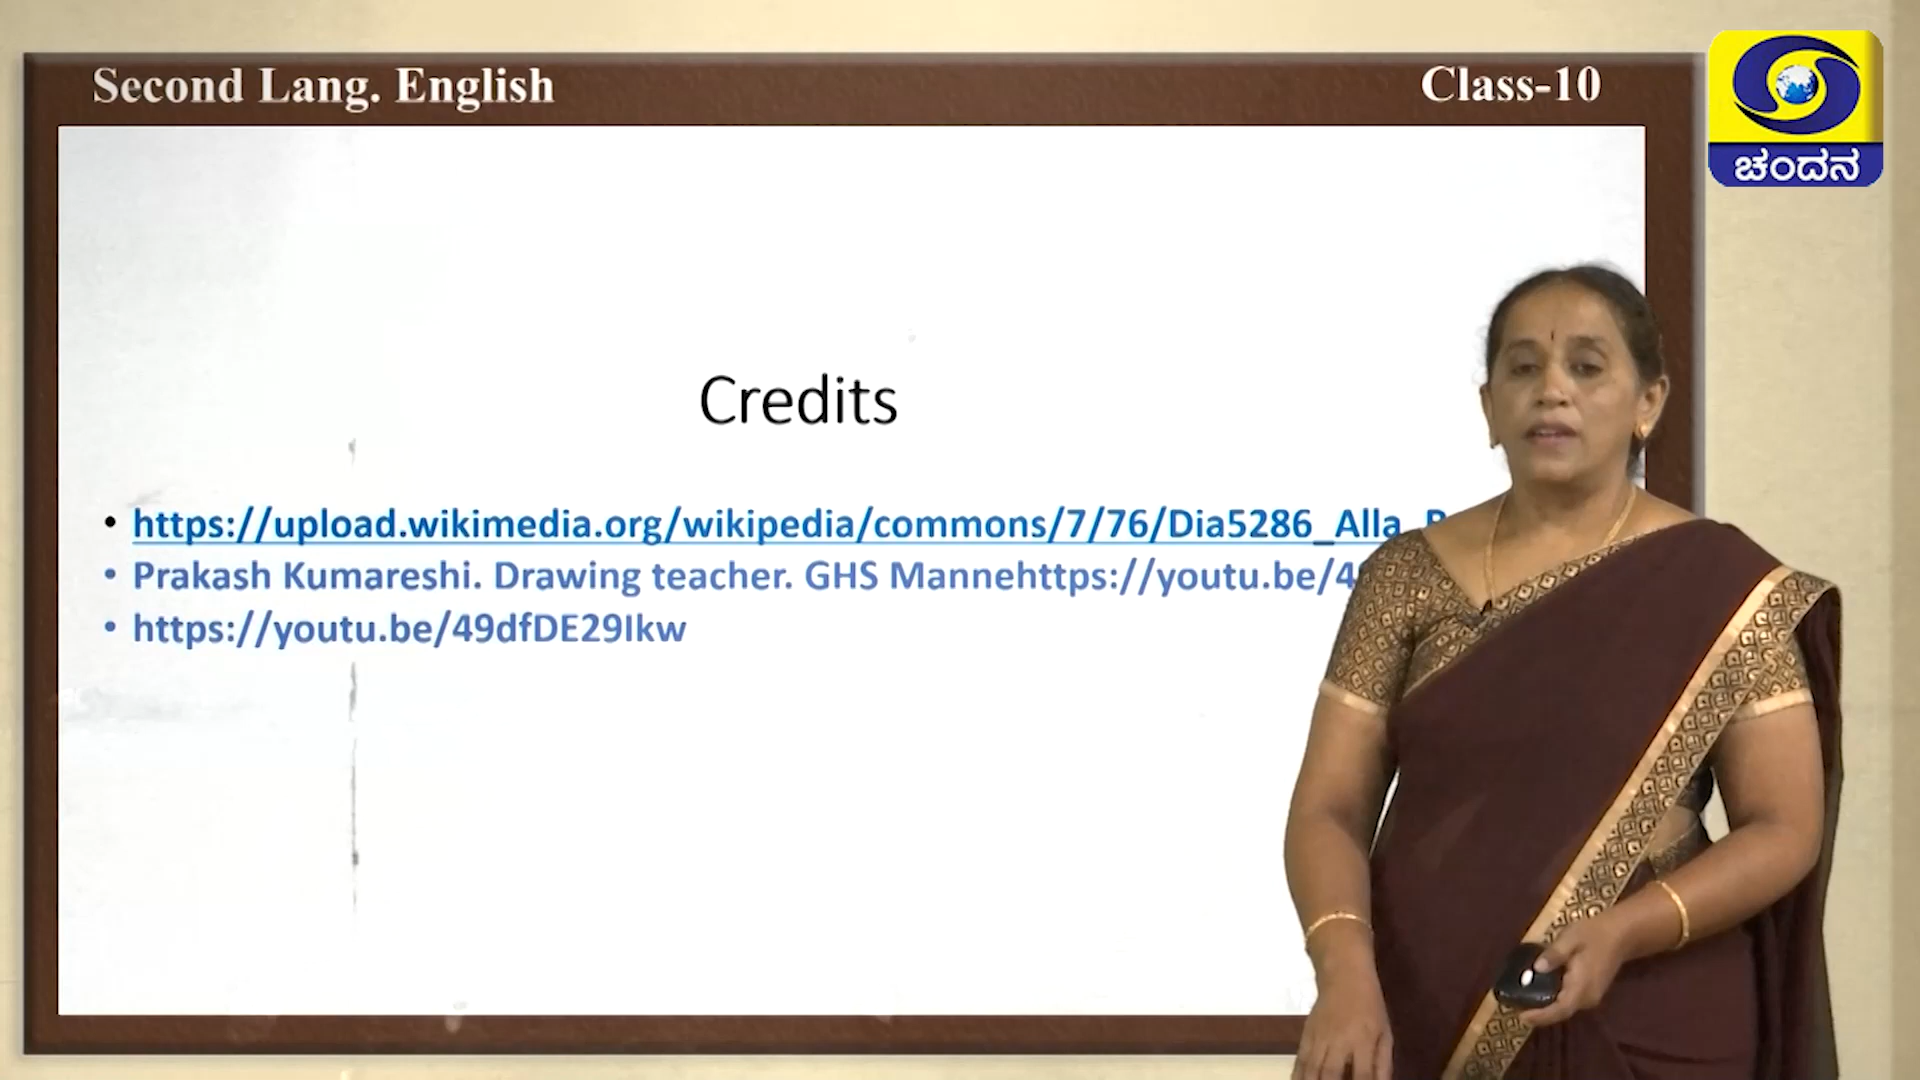 Second Lang. English
Class-10
ಚಂದನ
Credits
• https://upload.wikimedia.org/wikipedia/commons/7/76/Dia5286_Alla
• Prakash Kumareshi. Drawing teacher. GHS Mannehttps://youtu.be/4
• https://youtu.be/49dfDE29Ikw